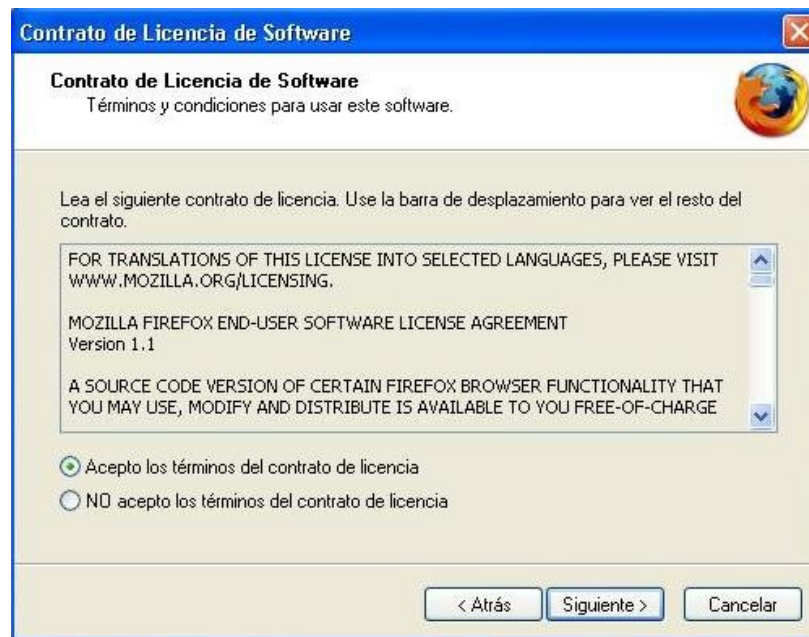 Contrato de Licencia de Software
Contrato de Licencia de Software
Términos y condiciones para usar este software.
Lea el siguiente contrato de licencia. Use la barra de desplazamiento para ver el resto del
contrato.
FOR TRANSLATIONS OF THIS LICENSE INTO SELECTED LANGUAGES, PLEASE VISIT
WWW.MOZILLA.ORG/LICENSING.
MOZILLA FIREFOX END-USER SOFTWARE LICENSE AGREEMENT
Version 1.1
A SOURCE CODE VERSION OF CERTAIN FIREFOX BROWSER FUNCTIONALITY THAT
YOU MAY USE, MODIFY AND DISTRIBUTE IS AVAILABLE TO YOU FREE-OF-CHARGE
Acepto los términos del contrato de licencia
NO acepto los términos del contrato de licencia
< Atrás Siguiente > Cancelar